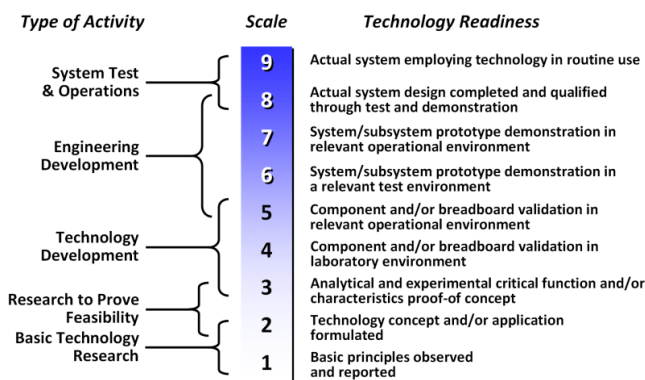 Type of Activity
Scale
Technology Readiness
System Test
& Operations
Engineering
Development
Technology
Development
Research to Prove
Feasibility
Basic Technology
Research
9
Actual system employing technology in routine use
8
Actual system design completed and qualified
through test and demonstration
7
System/subsystem prototype demonstration in
relevant operational environment
6
System/subsystem prototype demonstration in
a relevant test environment
5
Component and/or breadboard validation in
relevant operational environment
4
Component and/or breadboard validation in
laboratory environment
3
Analytical and experimental critical function and/or
characteristics proof-of concept
2
Technology concept and/or application
formulated
1
Basic principles observed
and reported